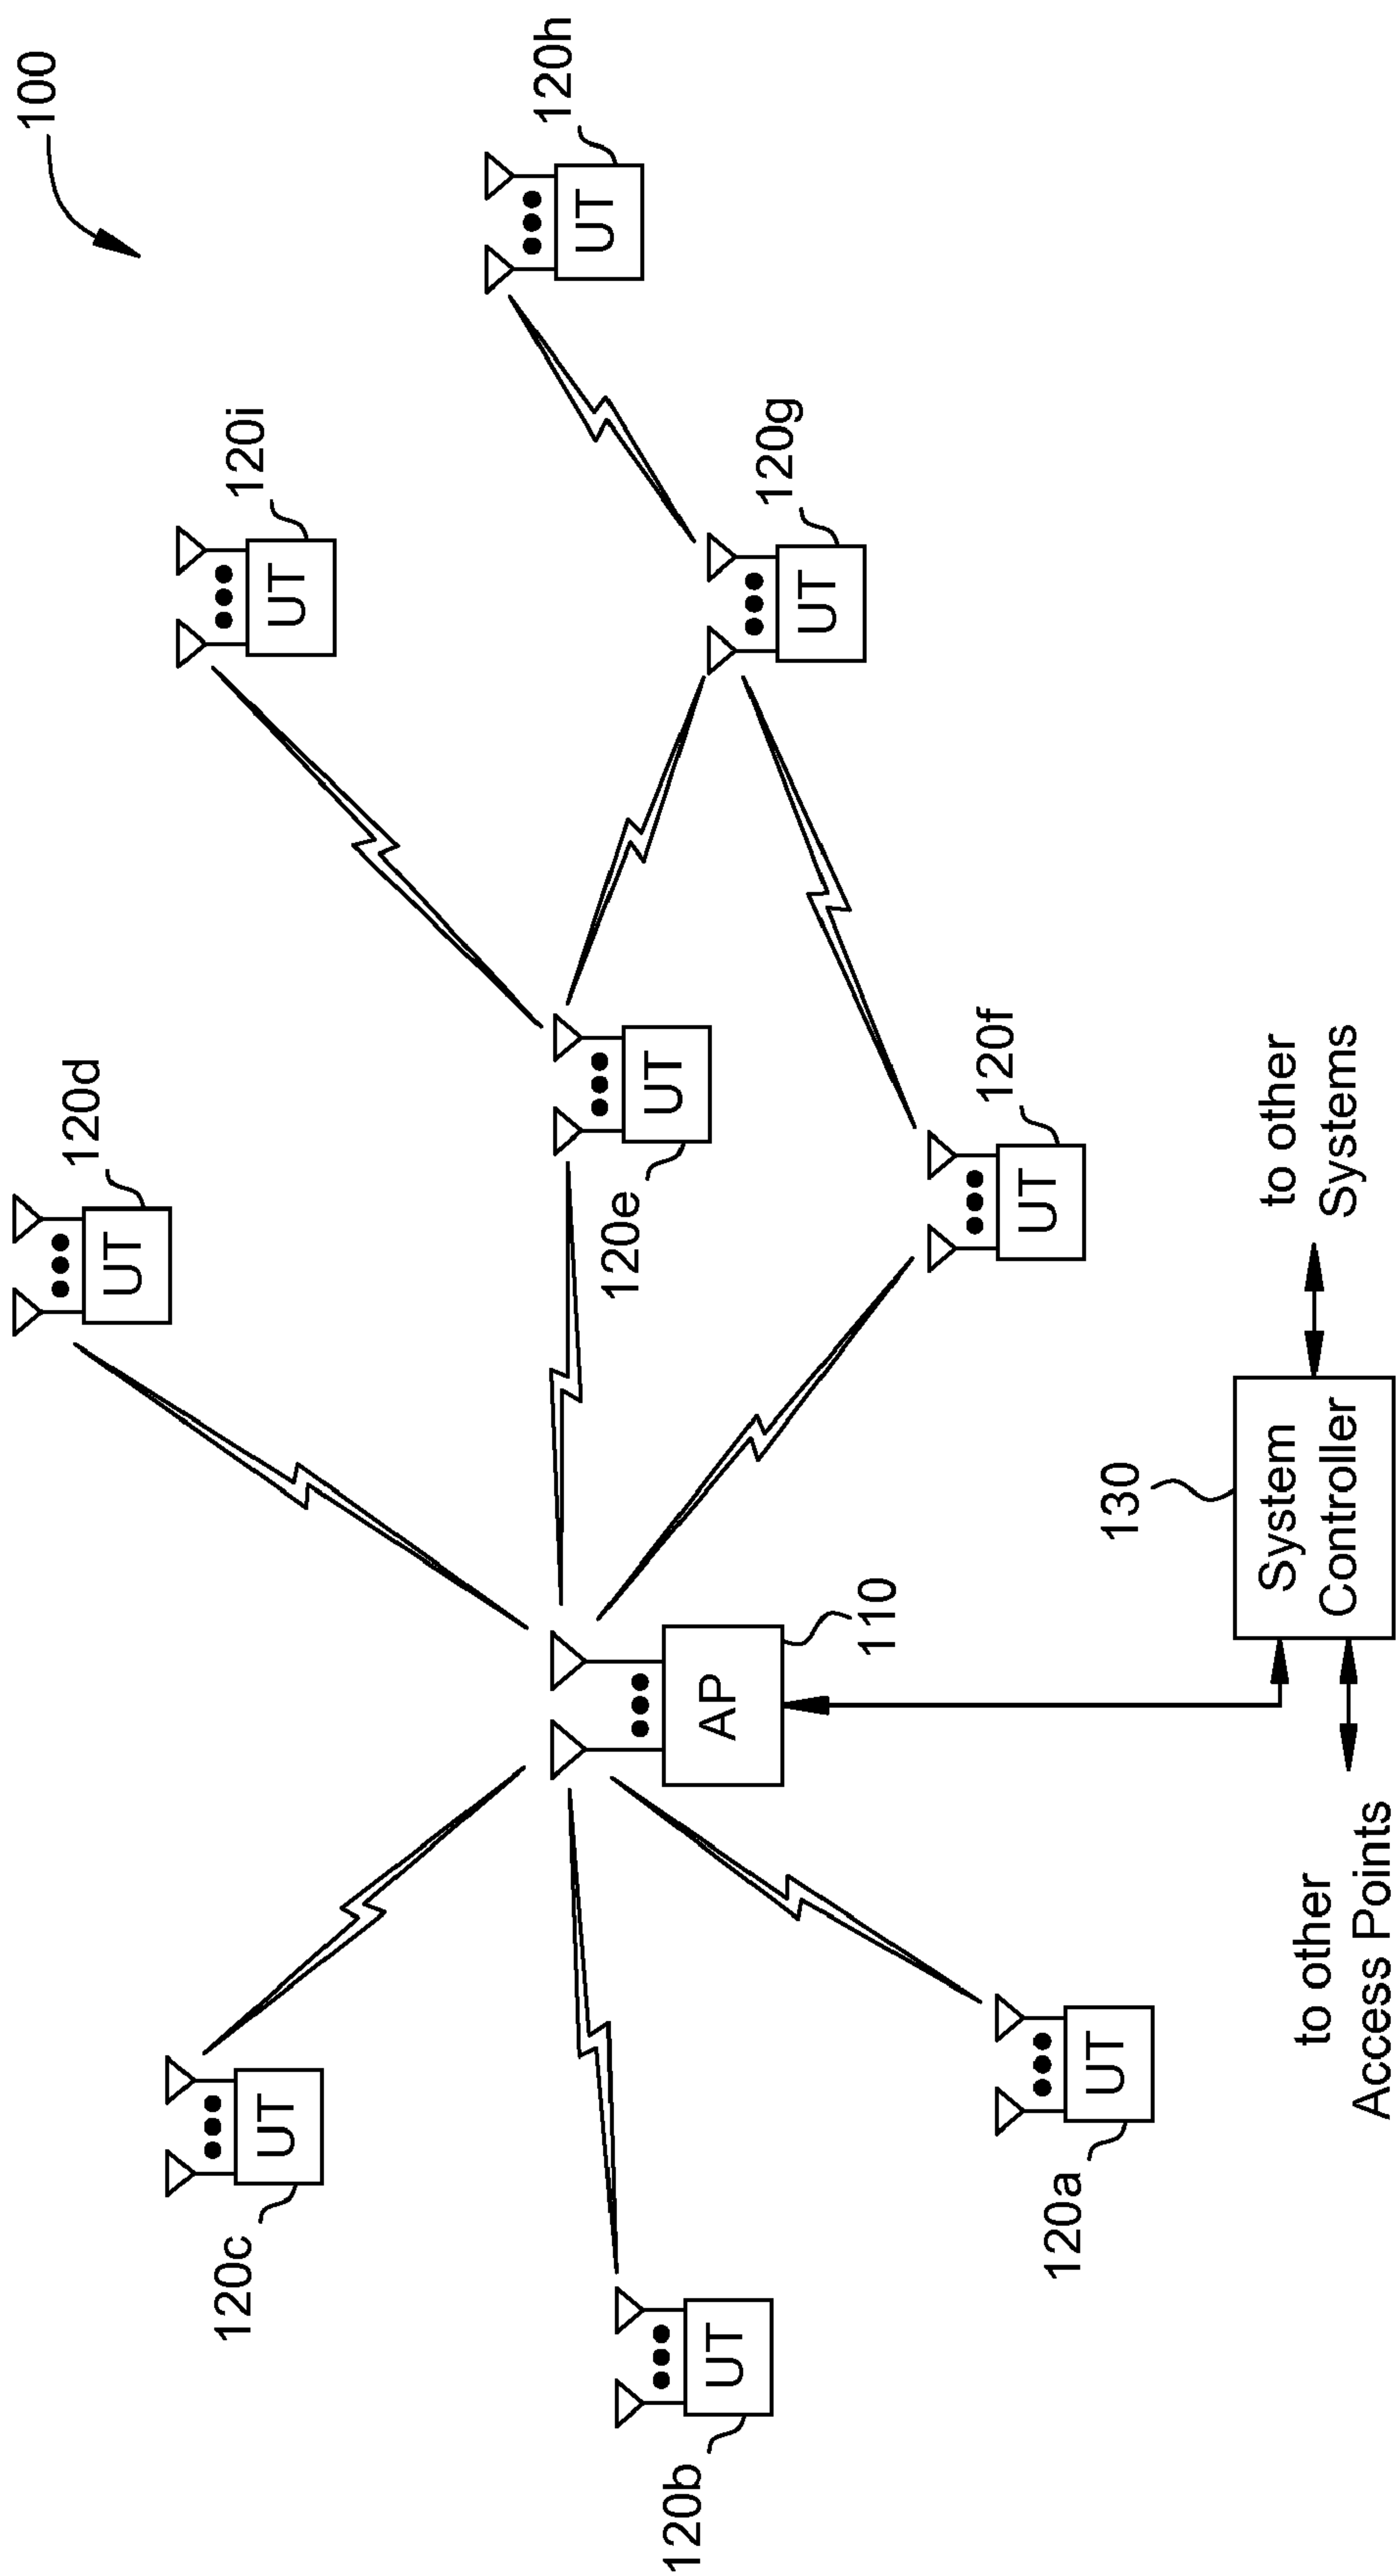 100
120d
UT
120i
UT
120h
UT
120c
UT
120e
UT
120g
UT
120b
UT
AP
110
120f
UT
120a
UT
130
System
Controller
to other
Systems
to other
Access Points